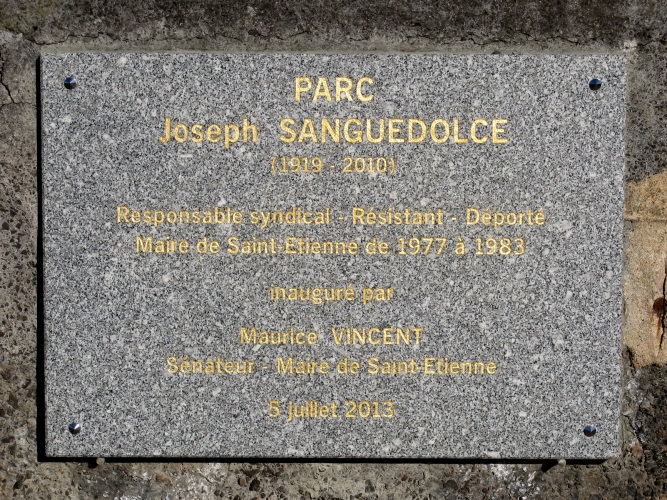 PARC
Joseph SANGUEDOLCE
(1919 - 2010)
Responsable syndical - Résistant - Déporté
Maire de Saint-Etienne de 1977 à 1983
inauguré par
Maurice VINCENT
Sénateur - Maire de Saint-Etienne
5 juillet 2013